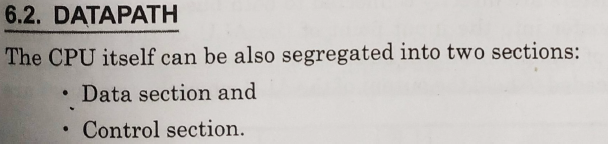 6.2. DATAPATH
The CPU itself can be also segregated into two sections:
• Data section and
• Control section.